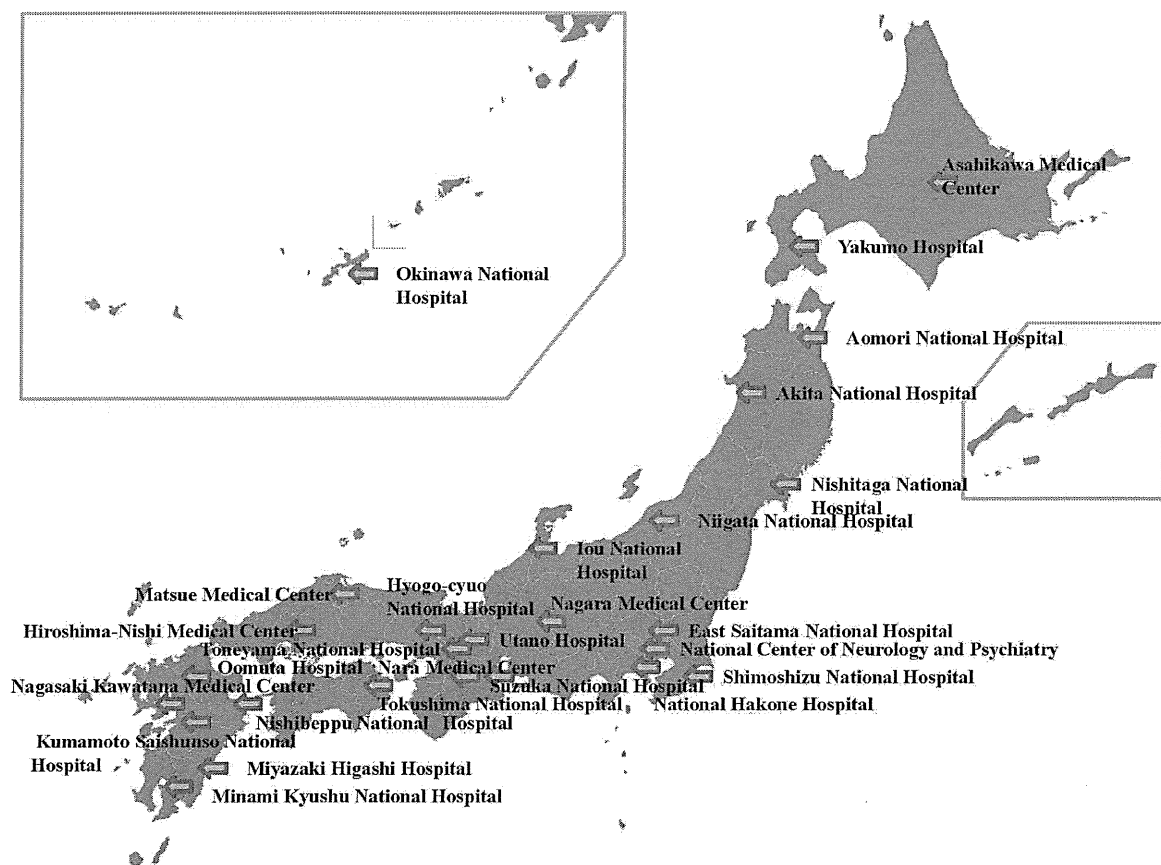 Asahikawa Medical
Center
Yakumo Hospital
Okinawa National
Hospital
Aomori National Hospital
Akita National Hospital
Nishitaga National
Hospital
Niigata National Hospital
Iou National
Hospital
Hyogo-cyuo
National Hospital
Matsue Medical Center
Nagara Medical Center
Hiroshima-Nishi Medical Center
Utano Hospital
East Saitama National Hospital
Toneyama National Hospital
National Center of Neurology and Psychiatry
Oomuta Hospital
Nara Medical Center
Shimoshizu National Hospital
Nagasaki Kawatana Medical Center
Suzuka National Hospital
Tokushima National Hospital
National Hakone Hospital
Nishibeppu National Hospital
Kumamoto Saishunso National
Hospital
Miyazaki Higashi Hospital
Minami Kyushu National Hospital